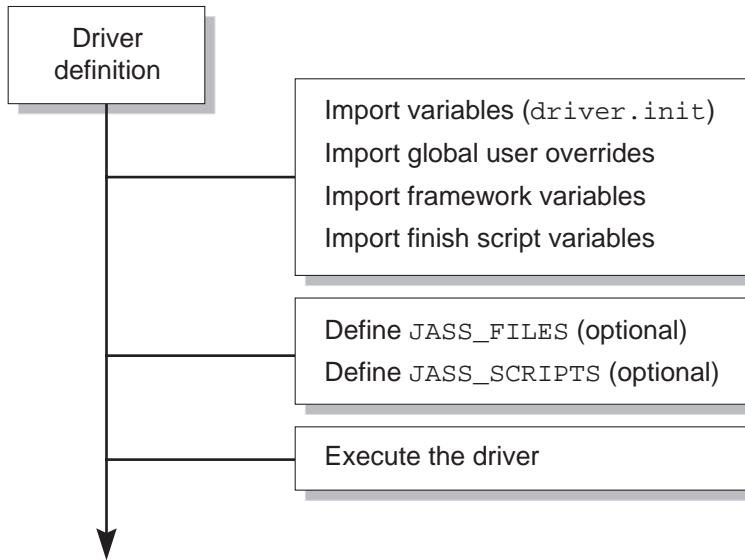 Driver
definition
Import variables (driver.init)
Import global user overrides
Import framework variables
Import finish script variables
Define JASS_FILES (optional)
Define JASS_SCRIPTS (optional)
Execute the driver